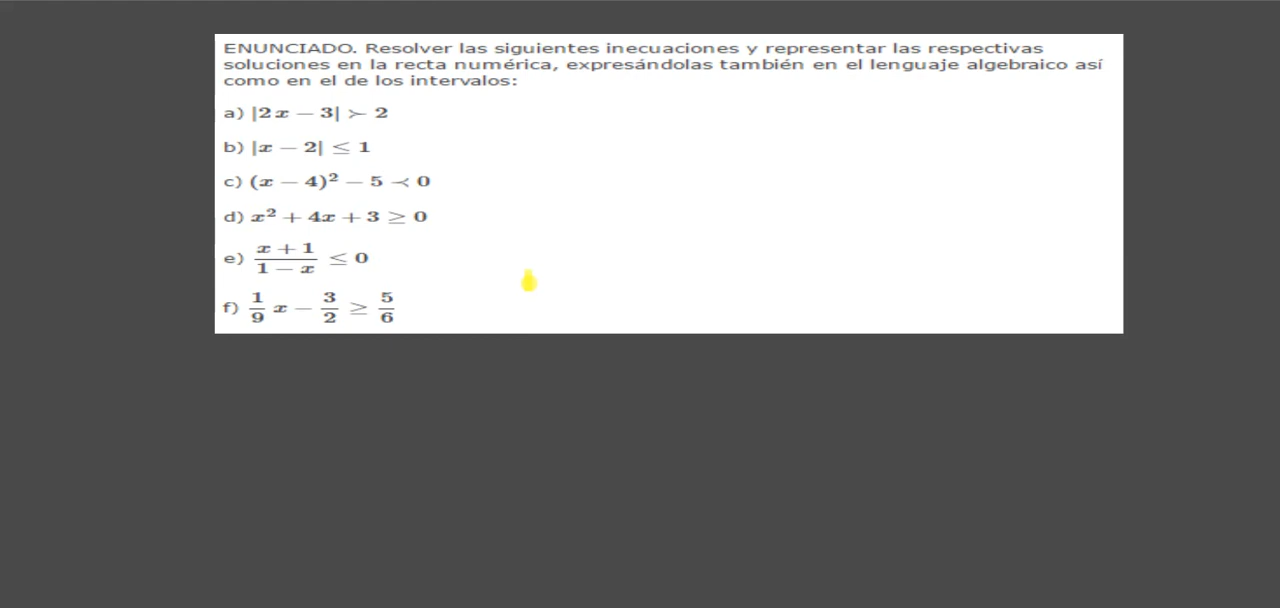 ENUNCIADO. Resolver las siguientes inecuaciones y representar las respectivas
soluciones en la recta numérica, expresándolas también en el lenguaje algebraico así
como en el de los intervalos:
a) |2x − 3| ≻ 2
b) |x − 2| ≤ 1
c) (x − 4)² − 5 ≺ 0
d) x² + 4x + 3 ≥ 0
e) (x + 1)/(1 − x) ≤ 0
f) 1/9 x − 3/2 ≥ 5/6